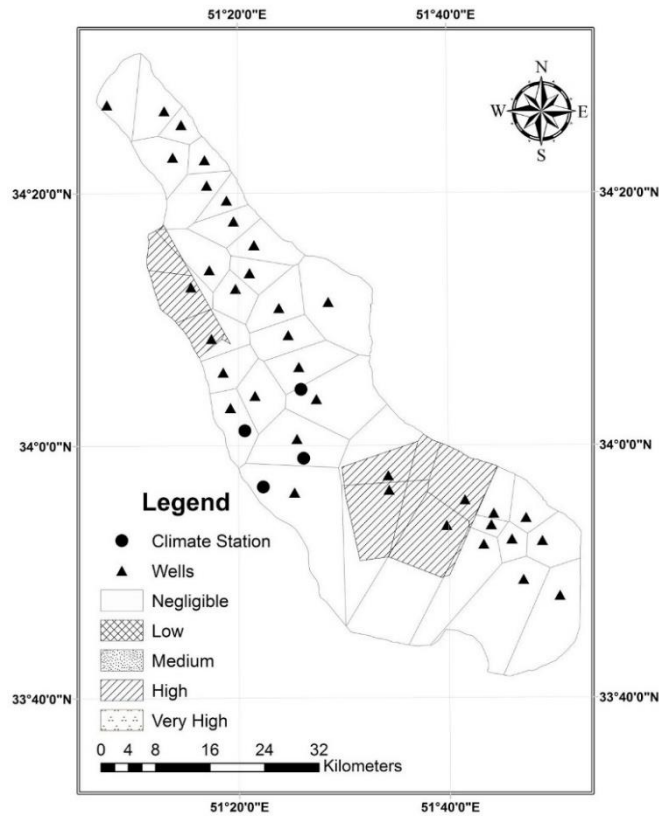 51°20'0"E 51°40'0"E
N
W E
S
34°20'0"N 34°20'0"N
34°0'0"N 34°0'0"N
Legend
Climate Station
Wells
Negligible
Low
Medium
High
Very High
33°40'0"N 33°40'0"N
0 4 8 16 24 32
Kilometers
51°20'0"E 51°40'0"E